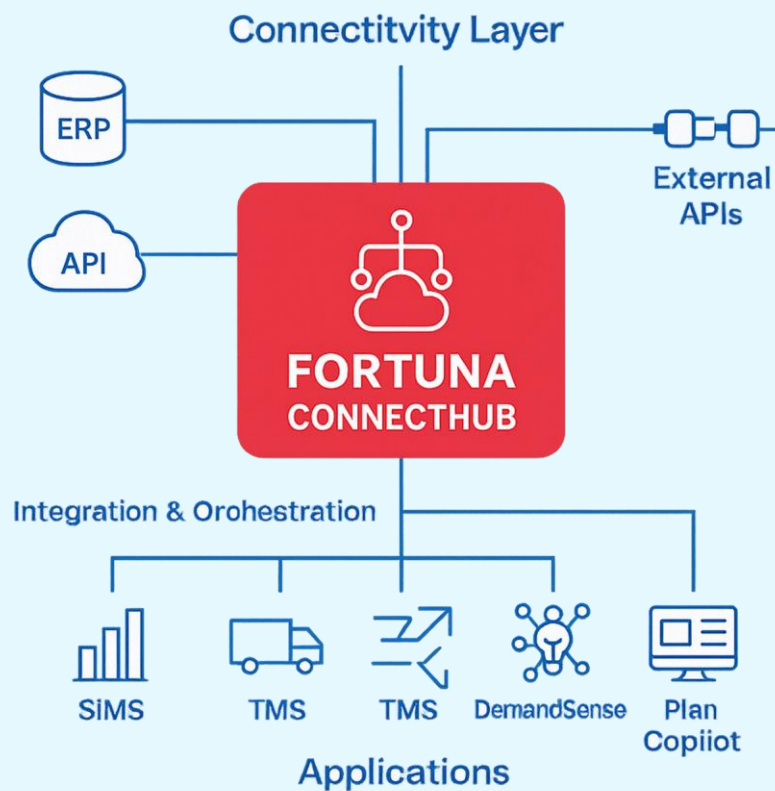 Connectitvity Layer
ERP
External
APIs
API
FORTUNA
CONNECTHUB
Integration & Orohestration
SiMS
TMS
TMS
DemandSense
Plan
Copiiot
Applications